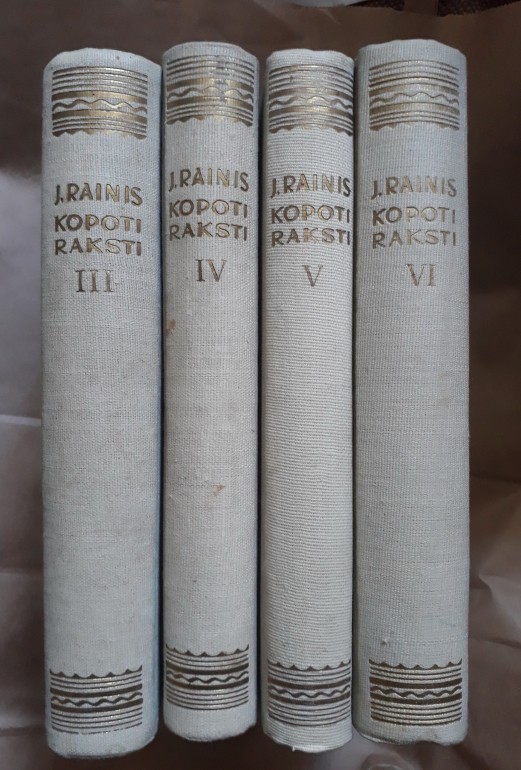 J. RAINIS
KOPOTI
RAKSTI
III
J. RAINIS
KOPOTI
RAKSTI
IV
J. RAINIS
KOPOTI
RAKSTI
V
J. RAINIS
KOPOTI
RAKSTI
VI